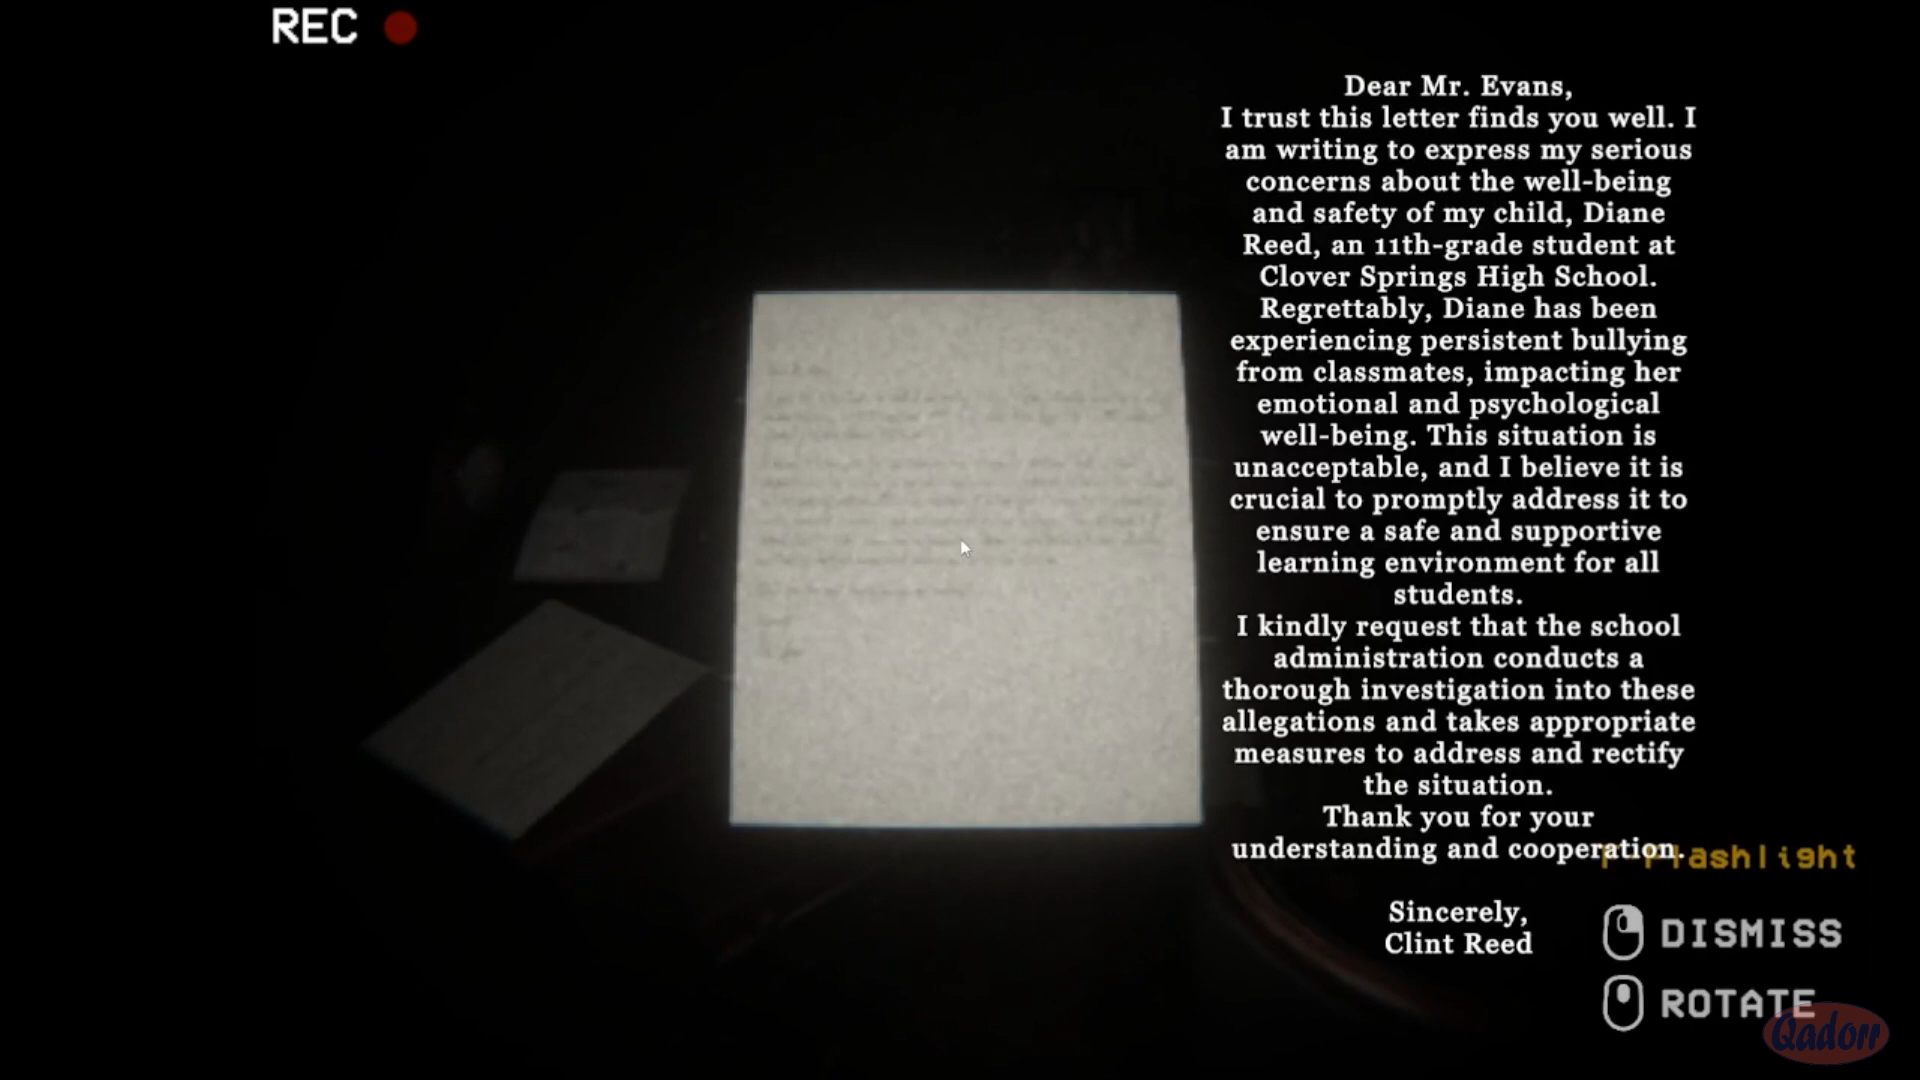 REC
Dear Mr. Evans,
I trust this letter finds you well. I
am writing to express my serious
concerns about the well-being
and safety of my child, Diane
Reed, an 11th-grade student at
Clover Springs High School.
Regrettably, Diane has been
experiencing persistent bullying
from classmates, impacting her
emotional and psychological
well-being. This situation is
unacceptable, and I believe it is
crucial to promptly address it to
ensure a safe and supportive
learning environment for all
students.
I kindly request that the school
administration conducts a
thorough investigation into these
allegations and takes appropriate
measures to address and rectify
the situation.
Thank you for your
understanding and cooperation.
Flashlight
Sincerely,
Clint Reed
DISMISS
ROTATE
Qadorr